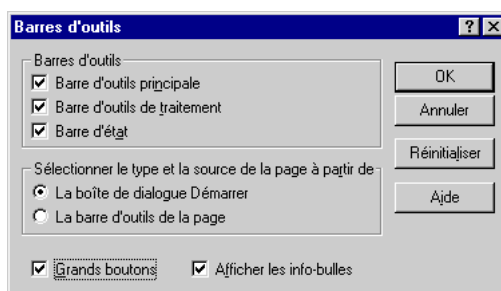 Barres d'outils
Barres d'outils
Barre d'outils principale
Barre d'outils de traitement
Barre d'état
Sélectionner le type et la source de la page à partir de
La boîte de dialogue Démarrer
La barre d'outils de la page
Grands boutons
Afficher les info-bulles
OK
Annuler
Réinitialiser
Aide